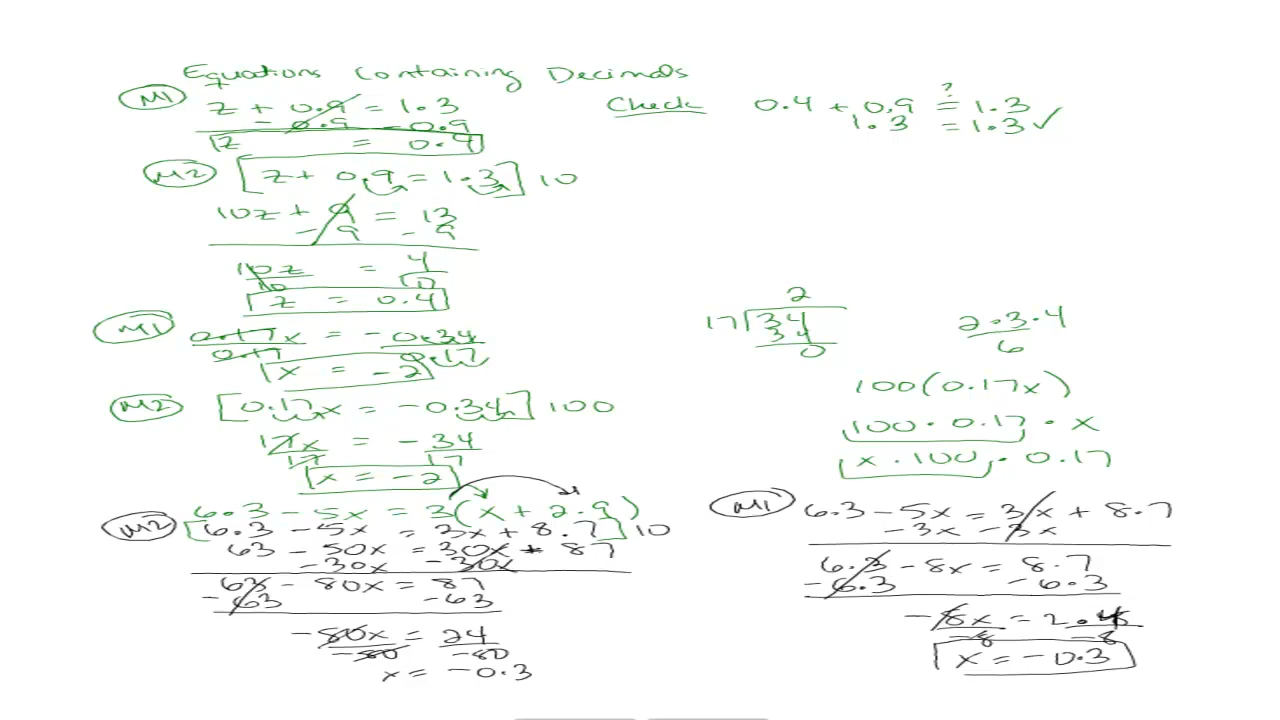 Equations Containing Decimals
M1
z + 0.9 = 1.3
- 0.9 - 0.9
z = 0.4
Check 0.4 + 0.9 ≟ 1.3
1.3 = 1.3 ✓
M2 [z + 0.9 = 1.3] 10
10z + 9 = 13
- 9 - 9
10z = 4
10 10
z = 0.4
M1 0.17x = -0.34
0.17 0.17
x = -2
2
17 34
34
0
2 · 3 · 4
6
M2 [0.17x = -0.34] 100
17x = -34
17 17
x = -2
100(0.17x)
100 · 0.17 · x
x · 100 · 0.17
6.3 - 5x = 3(x + 2.9)
M2 [6.3 - 5x = 3x + 8.7] 10
63 - 50x = 30x + 87
- 30x - 30x
63 - 80x = 87
- 63 - 63
-80x = 24
-80 -80
x = -0.3
M1 6.3 - 5x = 3x + 8.7
- 3x - 3x
6.3 - 8x = 8.7
- 6.3 - 6.3
-8x = 2.4
-8 -8
x = -0.3